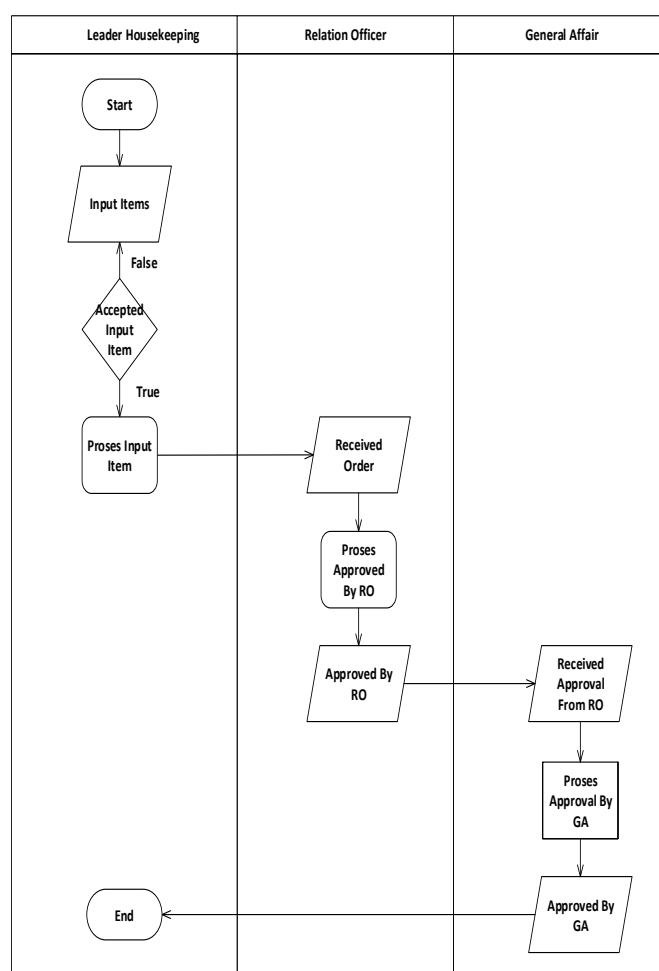 Leader Housekeeping
Relation Officer
General Affair
Start
Input Items
False
Accepted
Input
Item
True
Proses Input
Item
Received
Order
Proses
Approved
By RO
Approved By
RO
Received
Approval
From RO
Proses
Approval By
GA
Approved By
GA
End